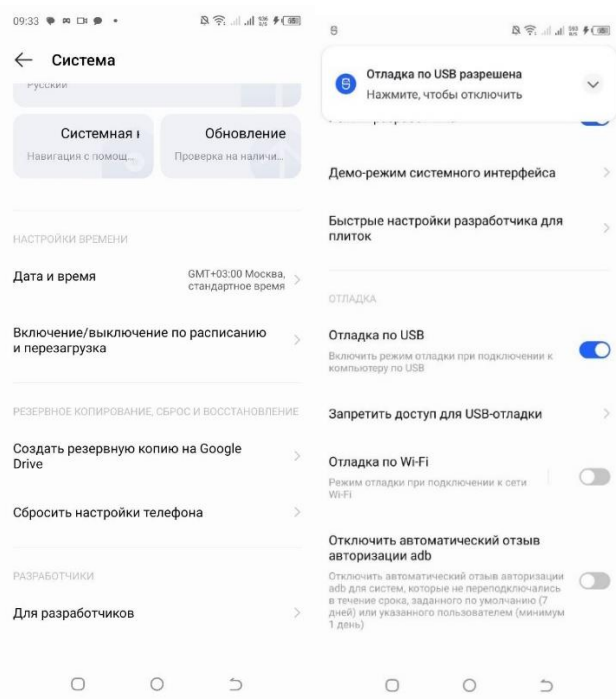 09:33
Система
Русский
Системная н
Навигация с помощ...
Обновление
Проверка на наличи...
НАСТРОЙКИ ВРЕМЕНИ
Дата и время
GMT+03:00 Москва,
стандартное время
Включение/выключение по расписанию
и перезагрузка
РЕЗЕРВНОЕ КОПИРОВАНИЕ, СБРОС И ВОССТАНОВЛЕНИЕ
Создать резервную копию на Google
Drive
Сбросить настройки телефона
РАЗРАБОТЧИКИ
Для разработчиков
Отладка по USB разрешена
Нажмите, чтобы отключить
Демо-режим системного интерфейса
Быстрые настройки разработчика для
плиток
ОТЛАДКА
Отладка по USB
Включить режим отладки при подключении к
компьютеру по USB
Запретить доступ для USB-отладки
Отладка по Wi-Fi
Режим отладки при подключении к сети
Wi-Fi
Отключить автоматический отзыв
авторизации adb
Отключить автоматический отзыв авторизации
adb для систем, которые не переподключались
в течение срока, заданного по умолчанию (7
дней) или указанного пользователем (минимум
1 день)